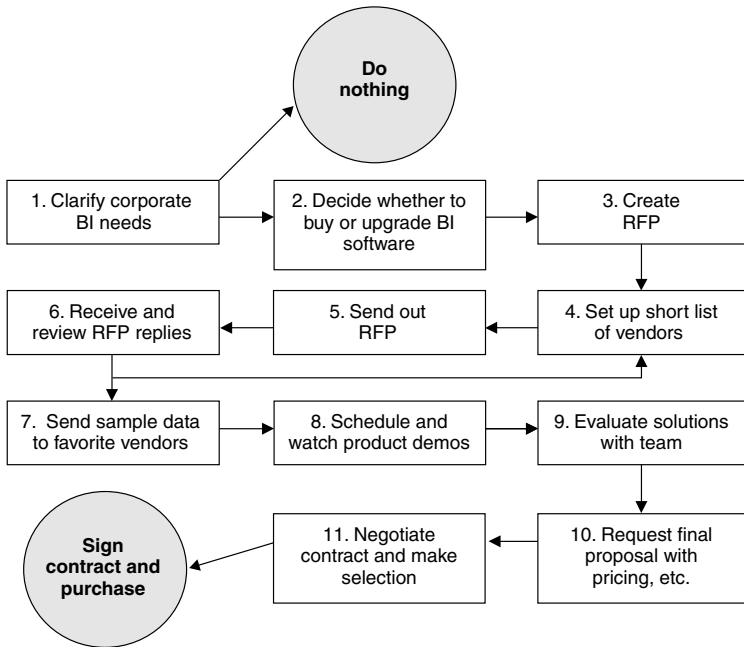 Do
nothing
1. Clarify corporate
BI needs
2. Decide whether to
buy or upgrade BI
software
3. Create
RFP
6. Receive and
review RFP replies
5. Send out
RFP
4. Set up short list
of vendors
7. Send sample data
to favorite vendors
8. Schedule and
watch product demos
9. Evaluate solutions
with team
Sign
contract and
purchase
11. Negotiate
contract and make
selection
10. Request final
proposal with
pricing, etc.